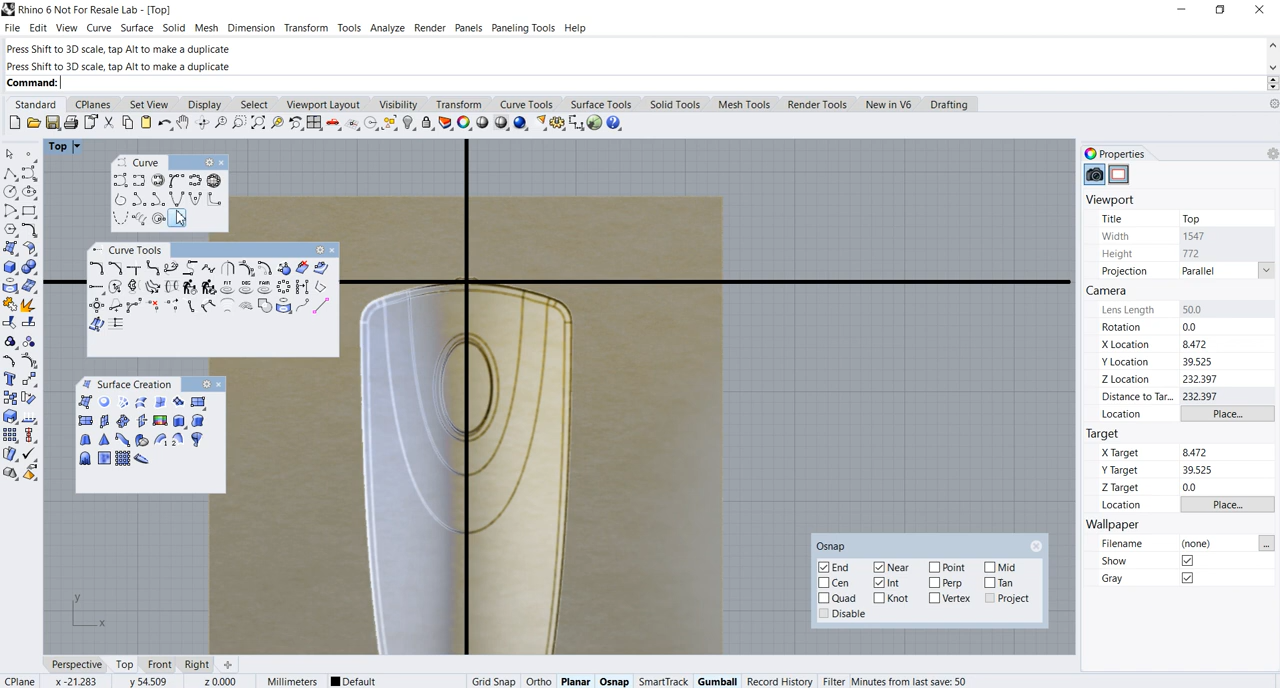 Rhino 6 Not For Resale Lab - [Top]
File Edit View Curve Surface Solid Mesh Dimension Transform Tools Analyze Render Panels Paneling Tools Help
Press Shift to 3D scale, tap Alt to make a duplicate
Press Shift to 3D scale, tap Alt to make a duplicate
Command:
Standard CPlanes Set View Display Select Viewport Layout Visibility Transform Curve Tools Surface Tools Solid Tools Mesh Tools Render Tools New in V6 Drafting
Top
Curve
Curve Tools
Surface Creation
Properties
Viewport
Title Top
Width 1547
Height 772
Projection Parallel
Camera
Lens Length 50.0
Rotation 0.0
X Location 8.472
Y Location 39.525
Z Location 232.397
Distance to Tar... 232.397
Location Place...
Target
X Target 8.472
Y Target 39.525
Z Target 0.0
Location Place...
Wallpaper
Filename (none) ...
Show
Gray
Osnap
End Near Point Mid
Cen Int Perp Tan
Quad Knot Vertex Project
Disable
y
x
Perspective Top Front Right
CPlane x -21.283 y 54.509 z 0.000 Millimeters Default Grid Snap Ortho Planar Osnap SmartTrack Gumball Record History Filter Minutes from last save: 50